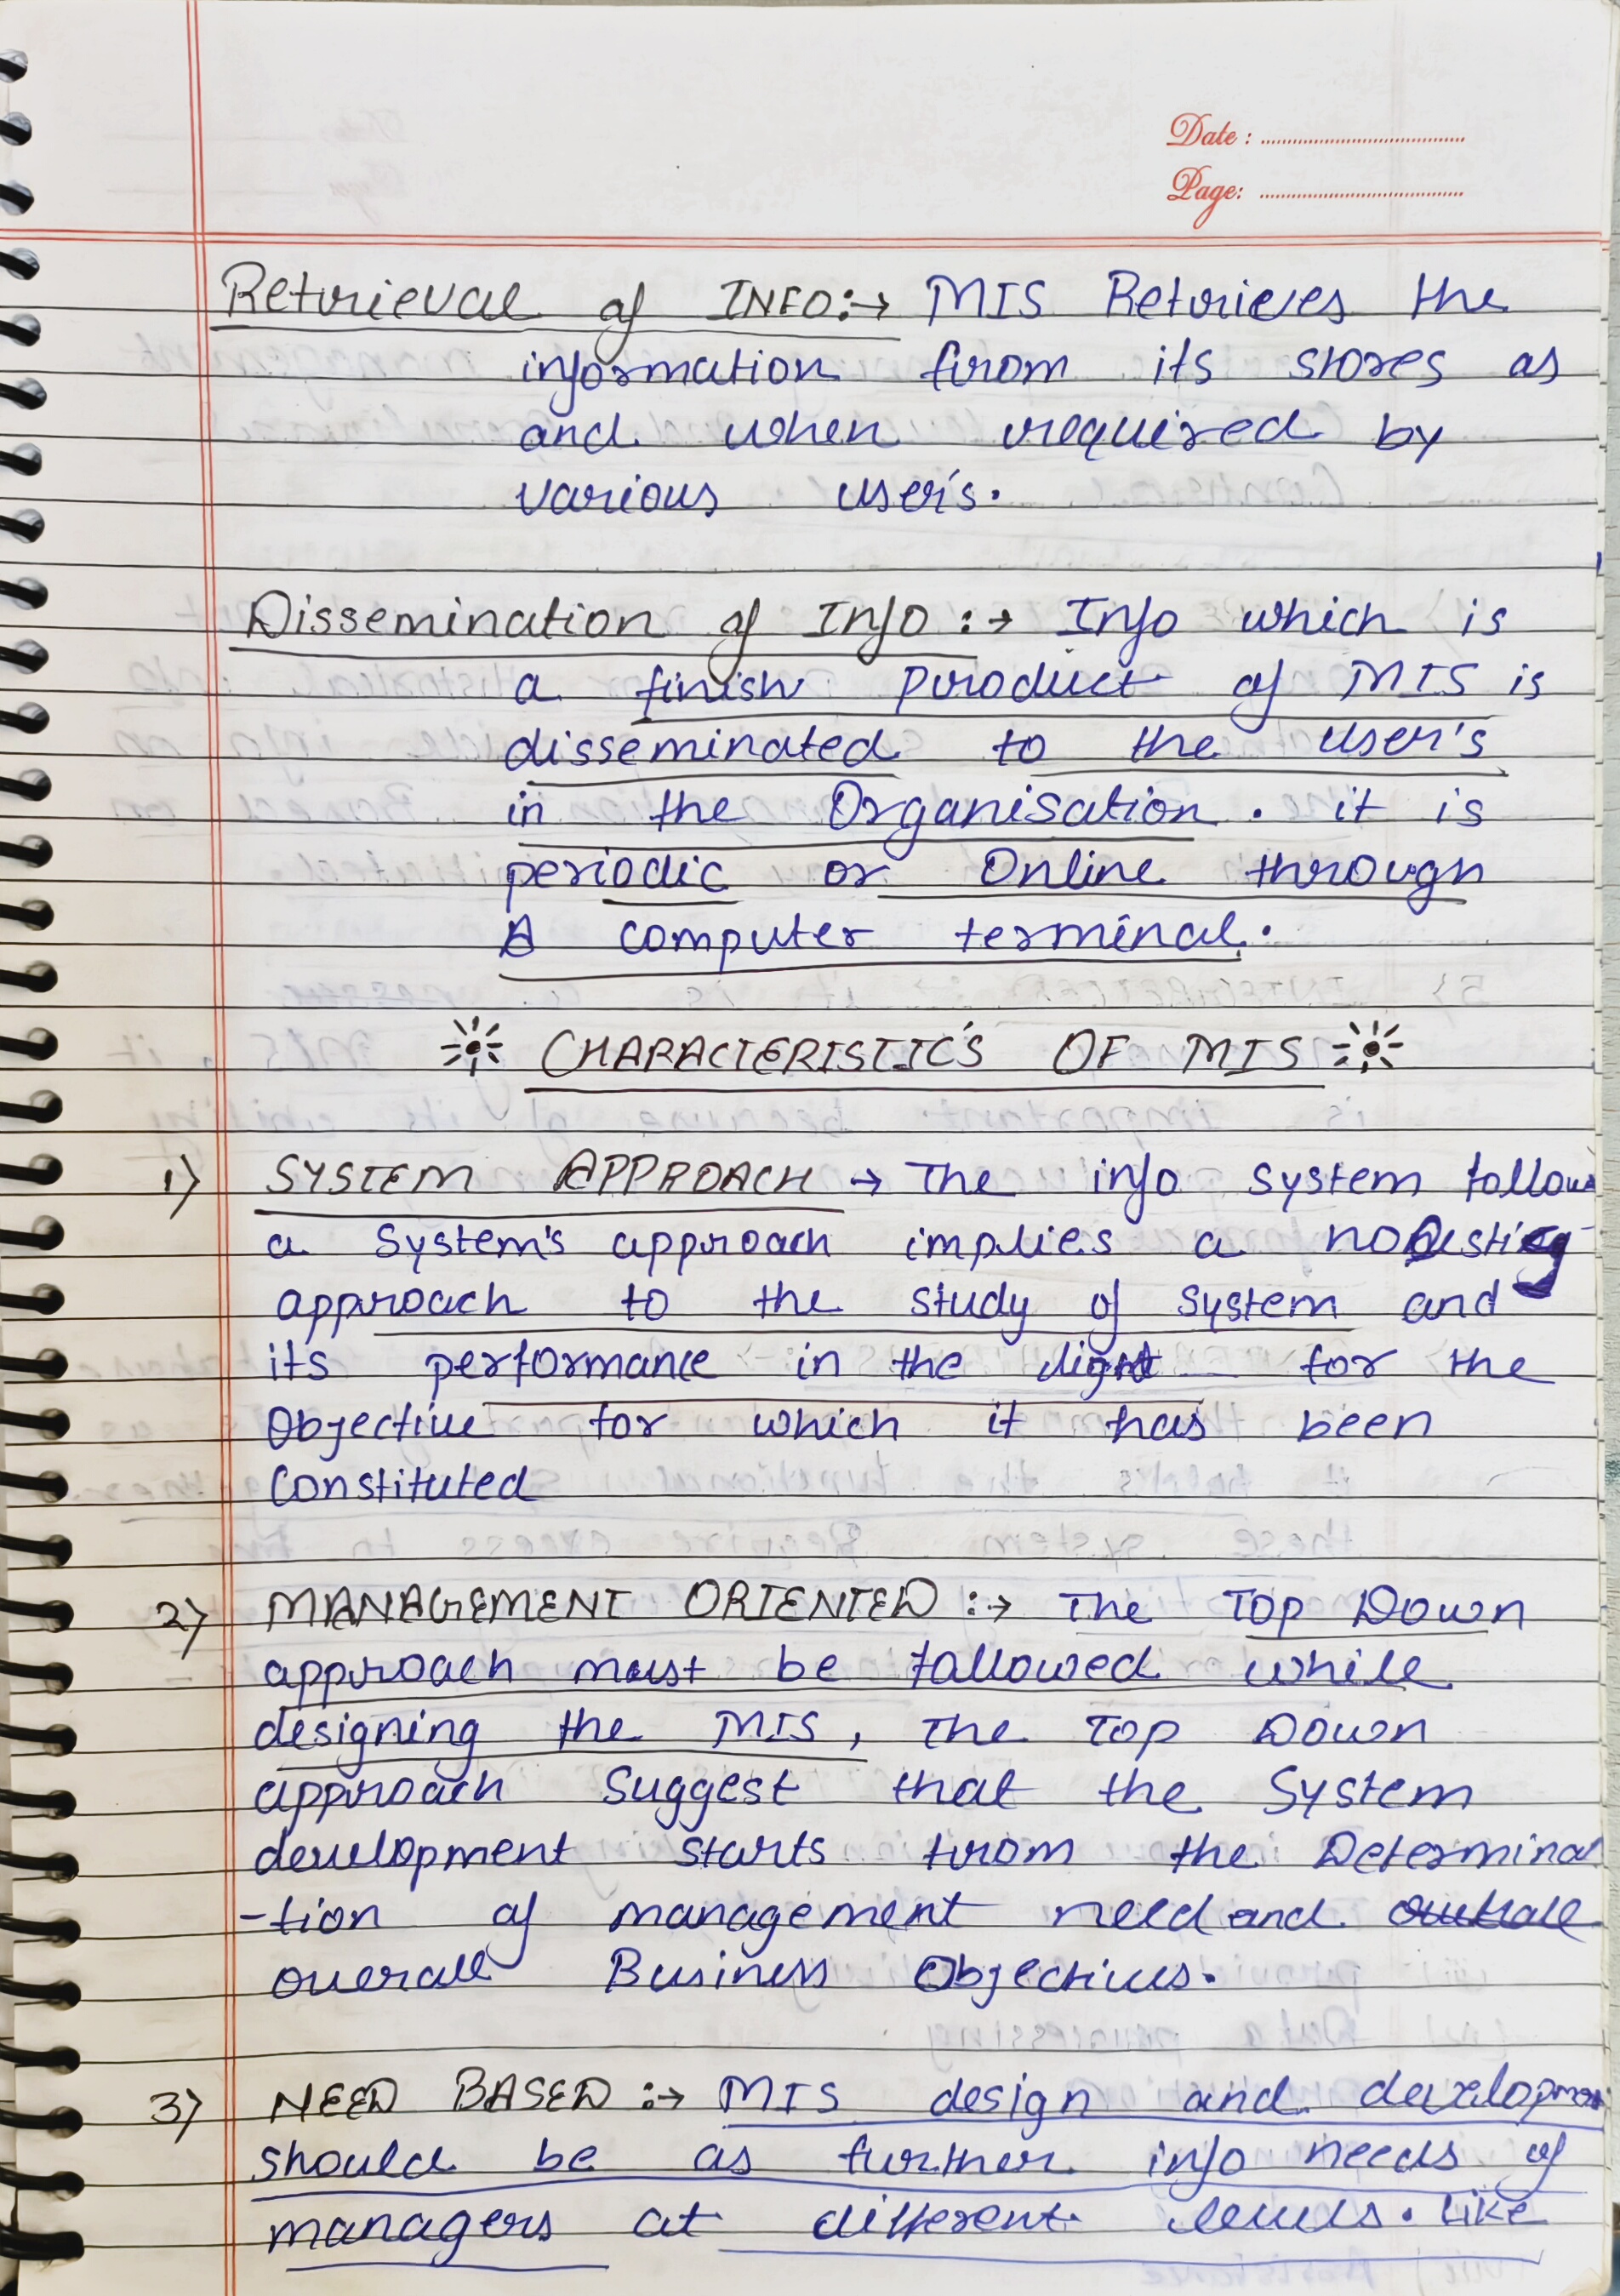 Date :
Page:
Retrieval of INFO:→ MIS Retrieves the
information from its stores as
and when required by
various user's.
Dissemination of Info :→ Info which is
a finish product of MIS is
disseminated to the user's
in the Organisation. it is
periodic or Online through
A computer terminal.
CHARACTERISTIC'S OF MIS
1) SYSTEM APPROACH → The info system follows
a System's approach implies a
approach to the study of system and
its performance in the light for the
Objective for which it has been
Constituted
2) MANAGEMENT ORIENTED :→ The Top Down
approach must be followed while
designing the MIS, The Top Down
approach Suggest that the System
development starts from the Determina
-tion of management need and
overall Business Objectives.
3) NEED BASED :→ MIS design and developmen
should be as further info needs of
managers at different levels. like